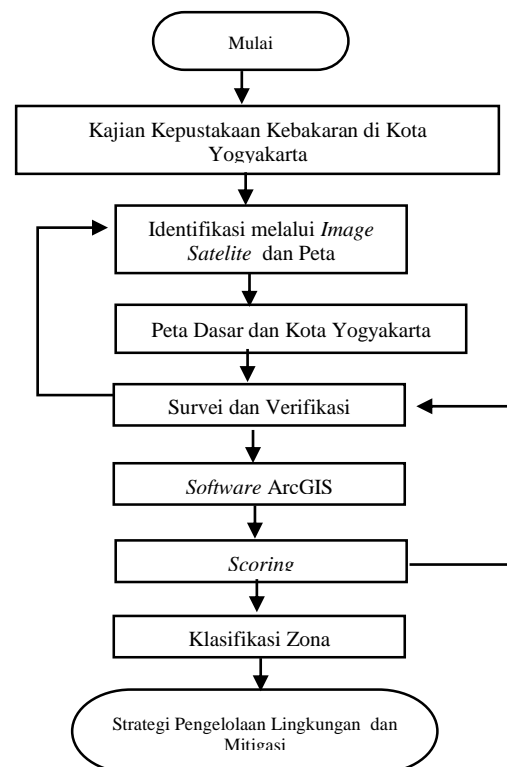 Mulai
Kajian Kepustakaan Kebakaran di Kota
Yogyakarta
Identifikasi melalui Image
Satelite dan Peta
Peta Dasar dan Kota Yogyakarta
Survei dan Verifikasi
Software ArcGIS
Scoring
Klasifikasi Zona
Strategi Pengelolaan Lingkungan dan
Mitigasi